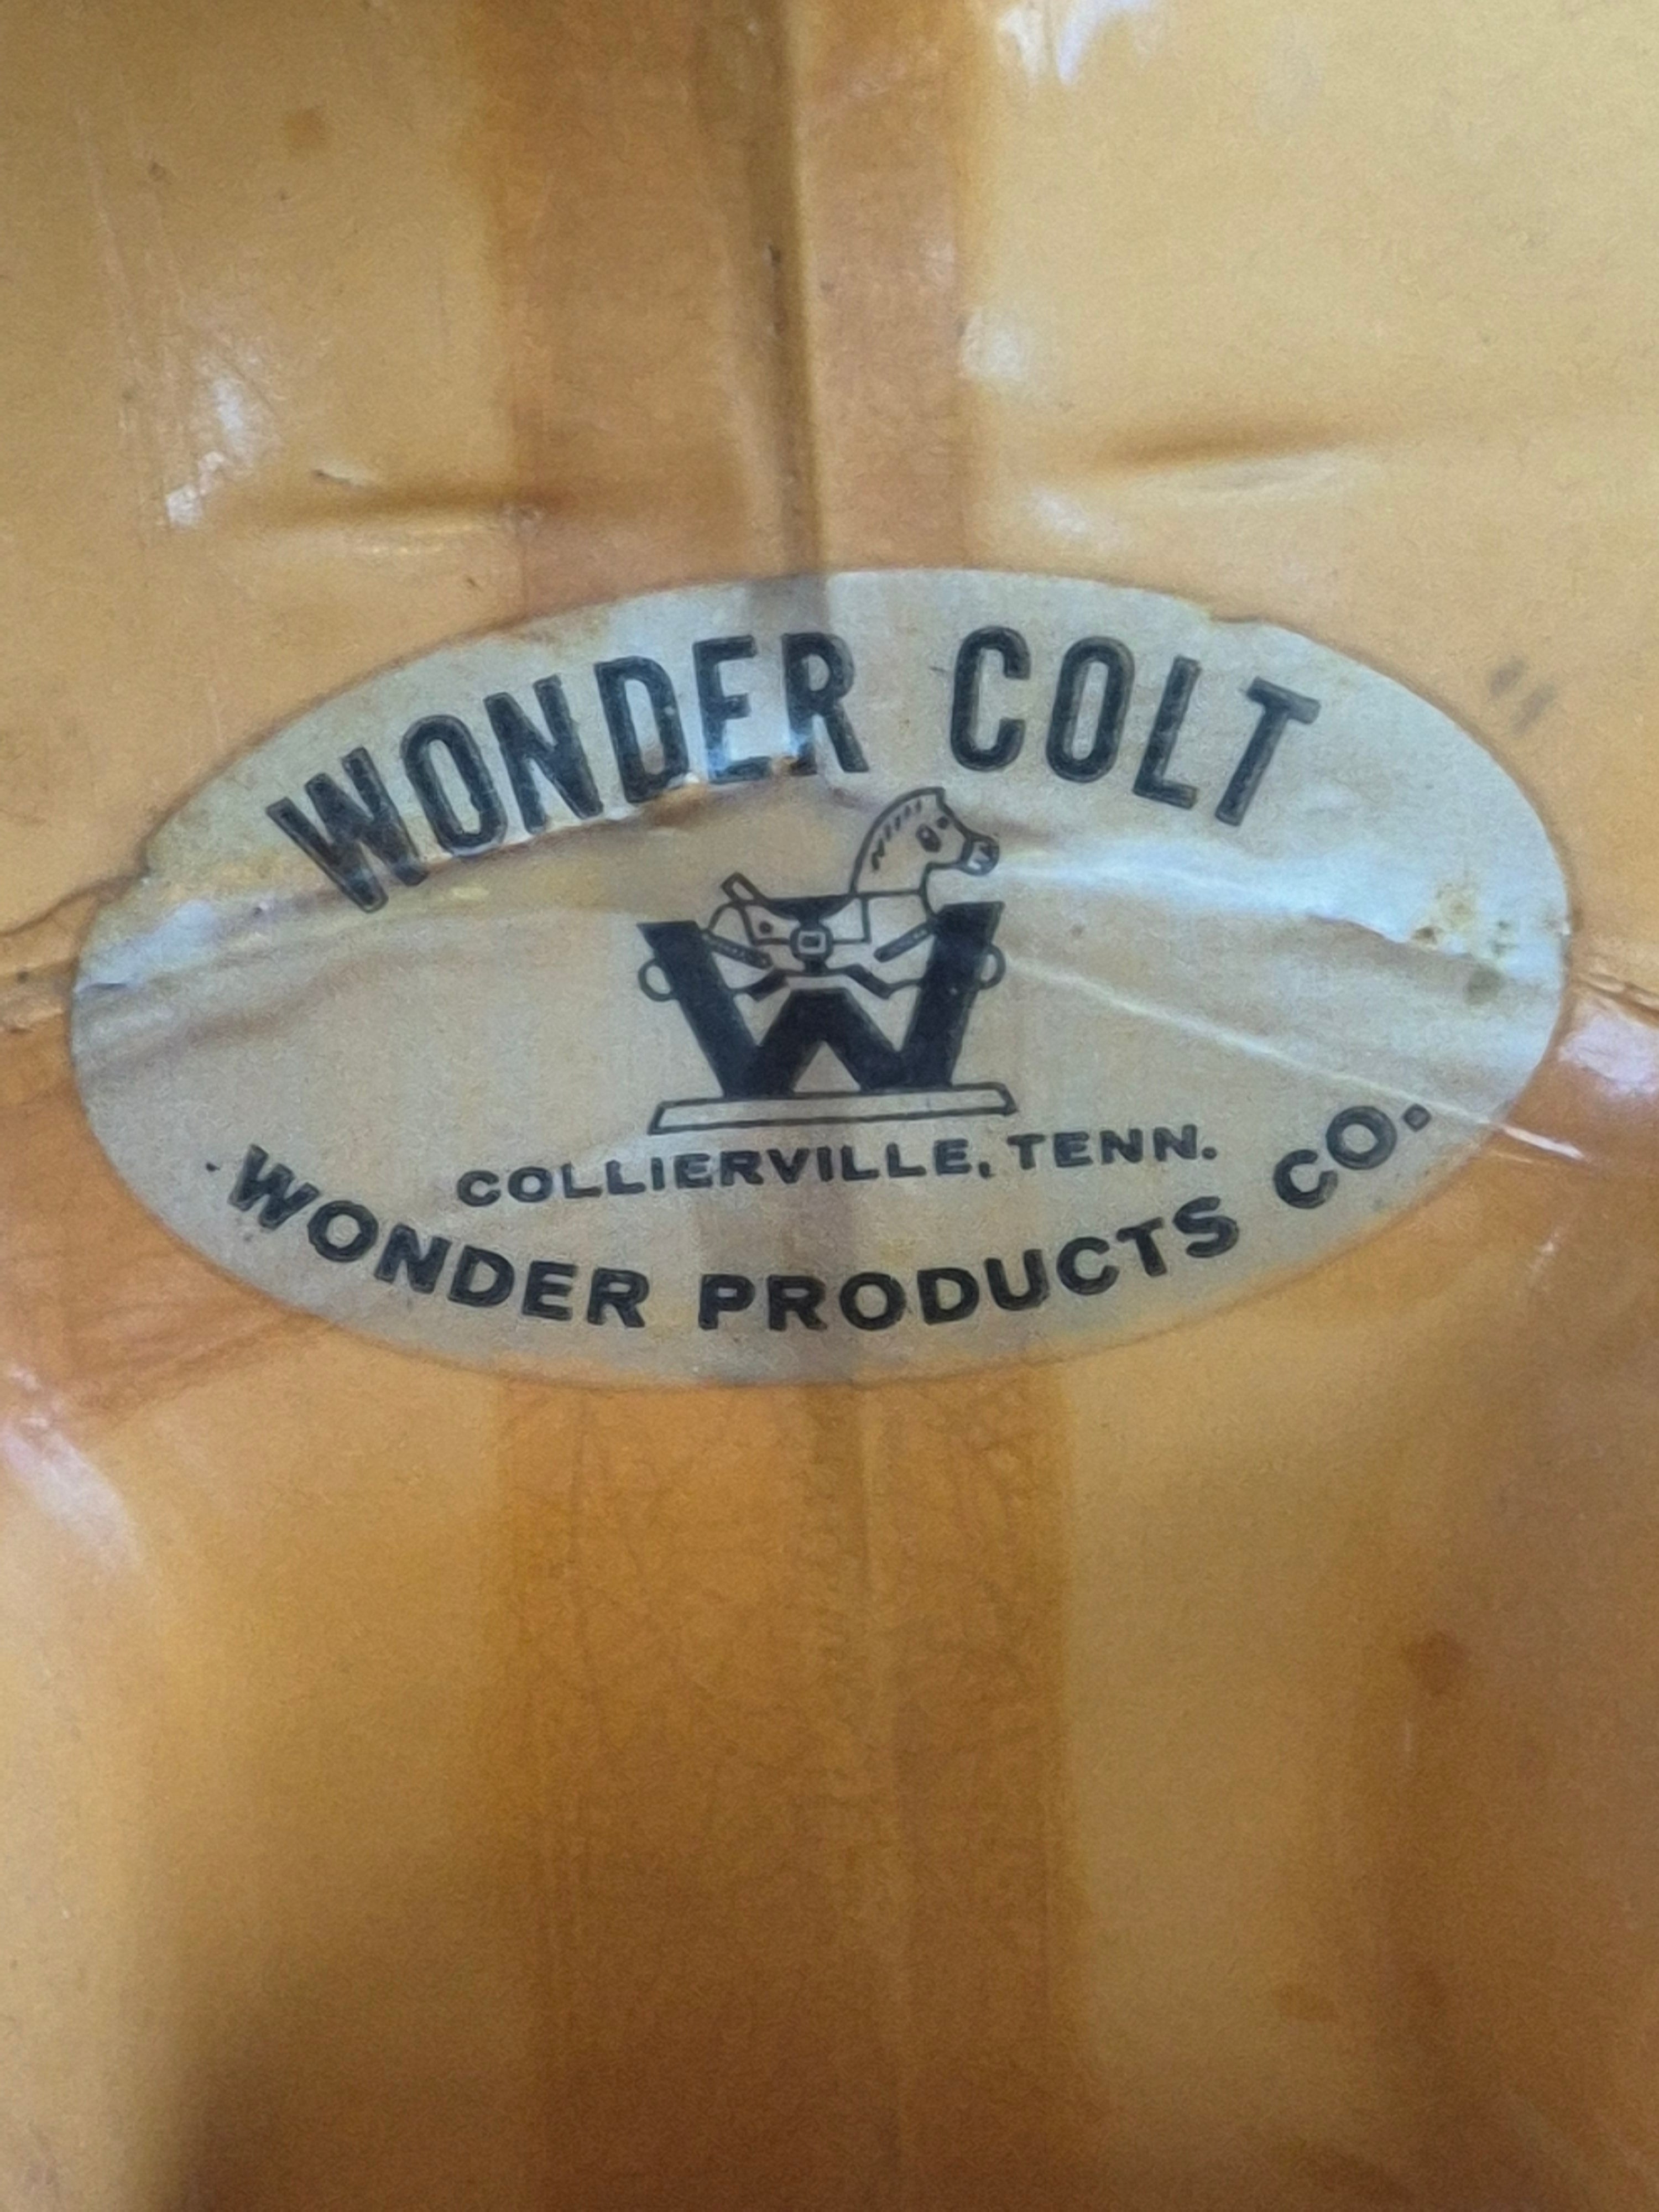 WONDER COLT
W
COLLIERVILLE, TENN.
WONDER PRODUCTS CO.